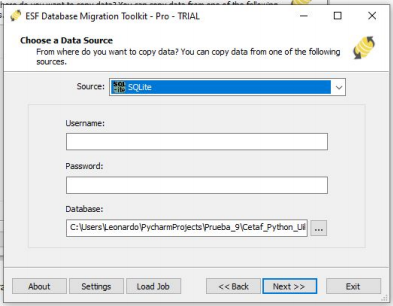 ESF Database Migration Toolkit - Pro - TRIAL
Choose a Data Source
From where do you want to copy data? You can copy data from one of the following
sources.
Source: SQLite
Username:
Password:
Database:
C:\Users\Leonardo\PycharmProjects\Prueba_9\Cetaf_Python_Uil ...
About Settings Load Job << Back Next >> Exit